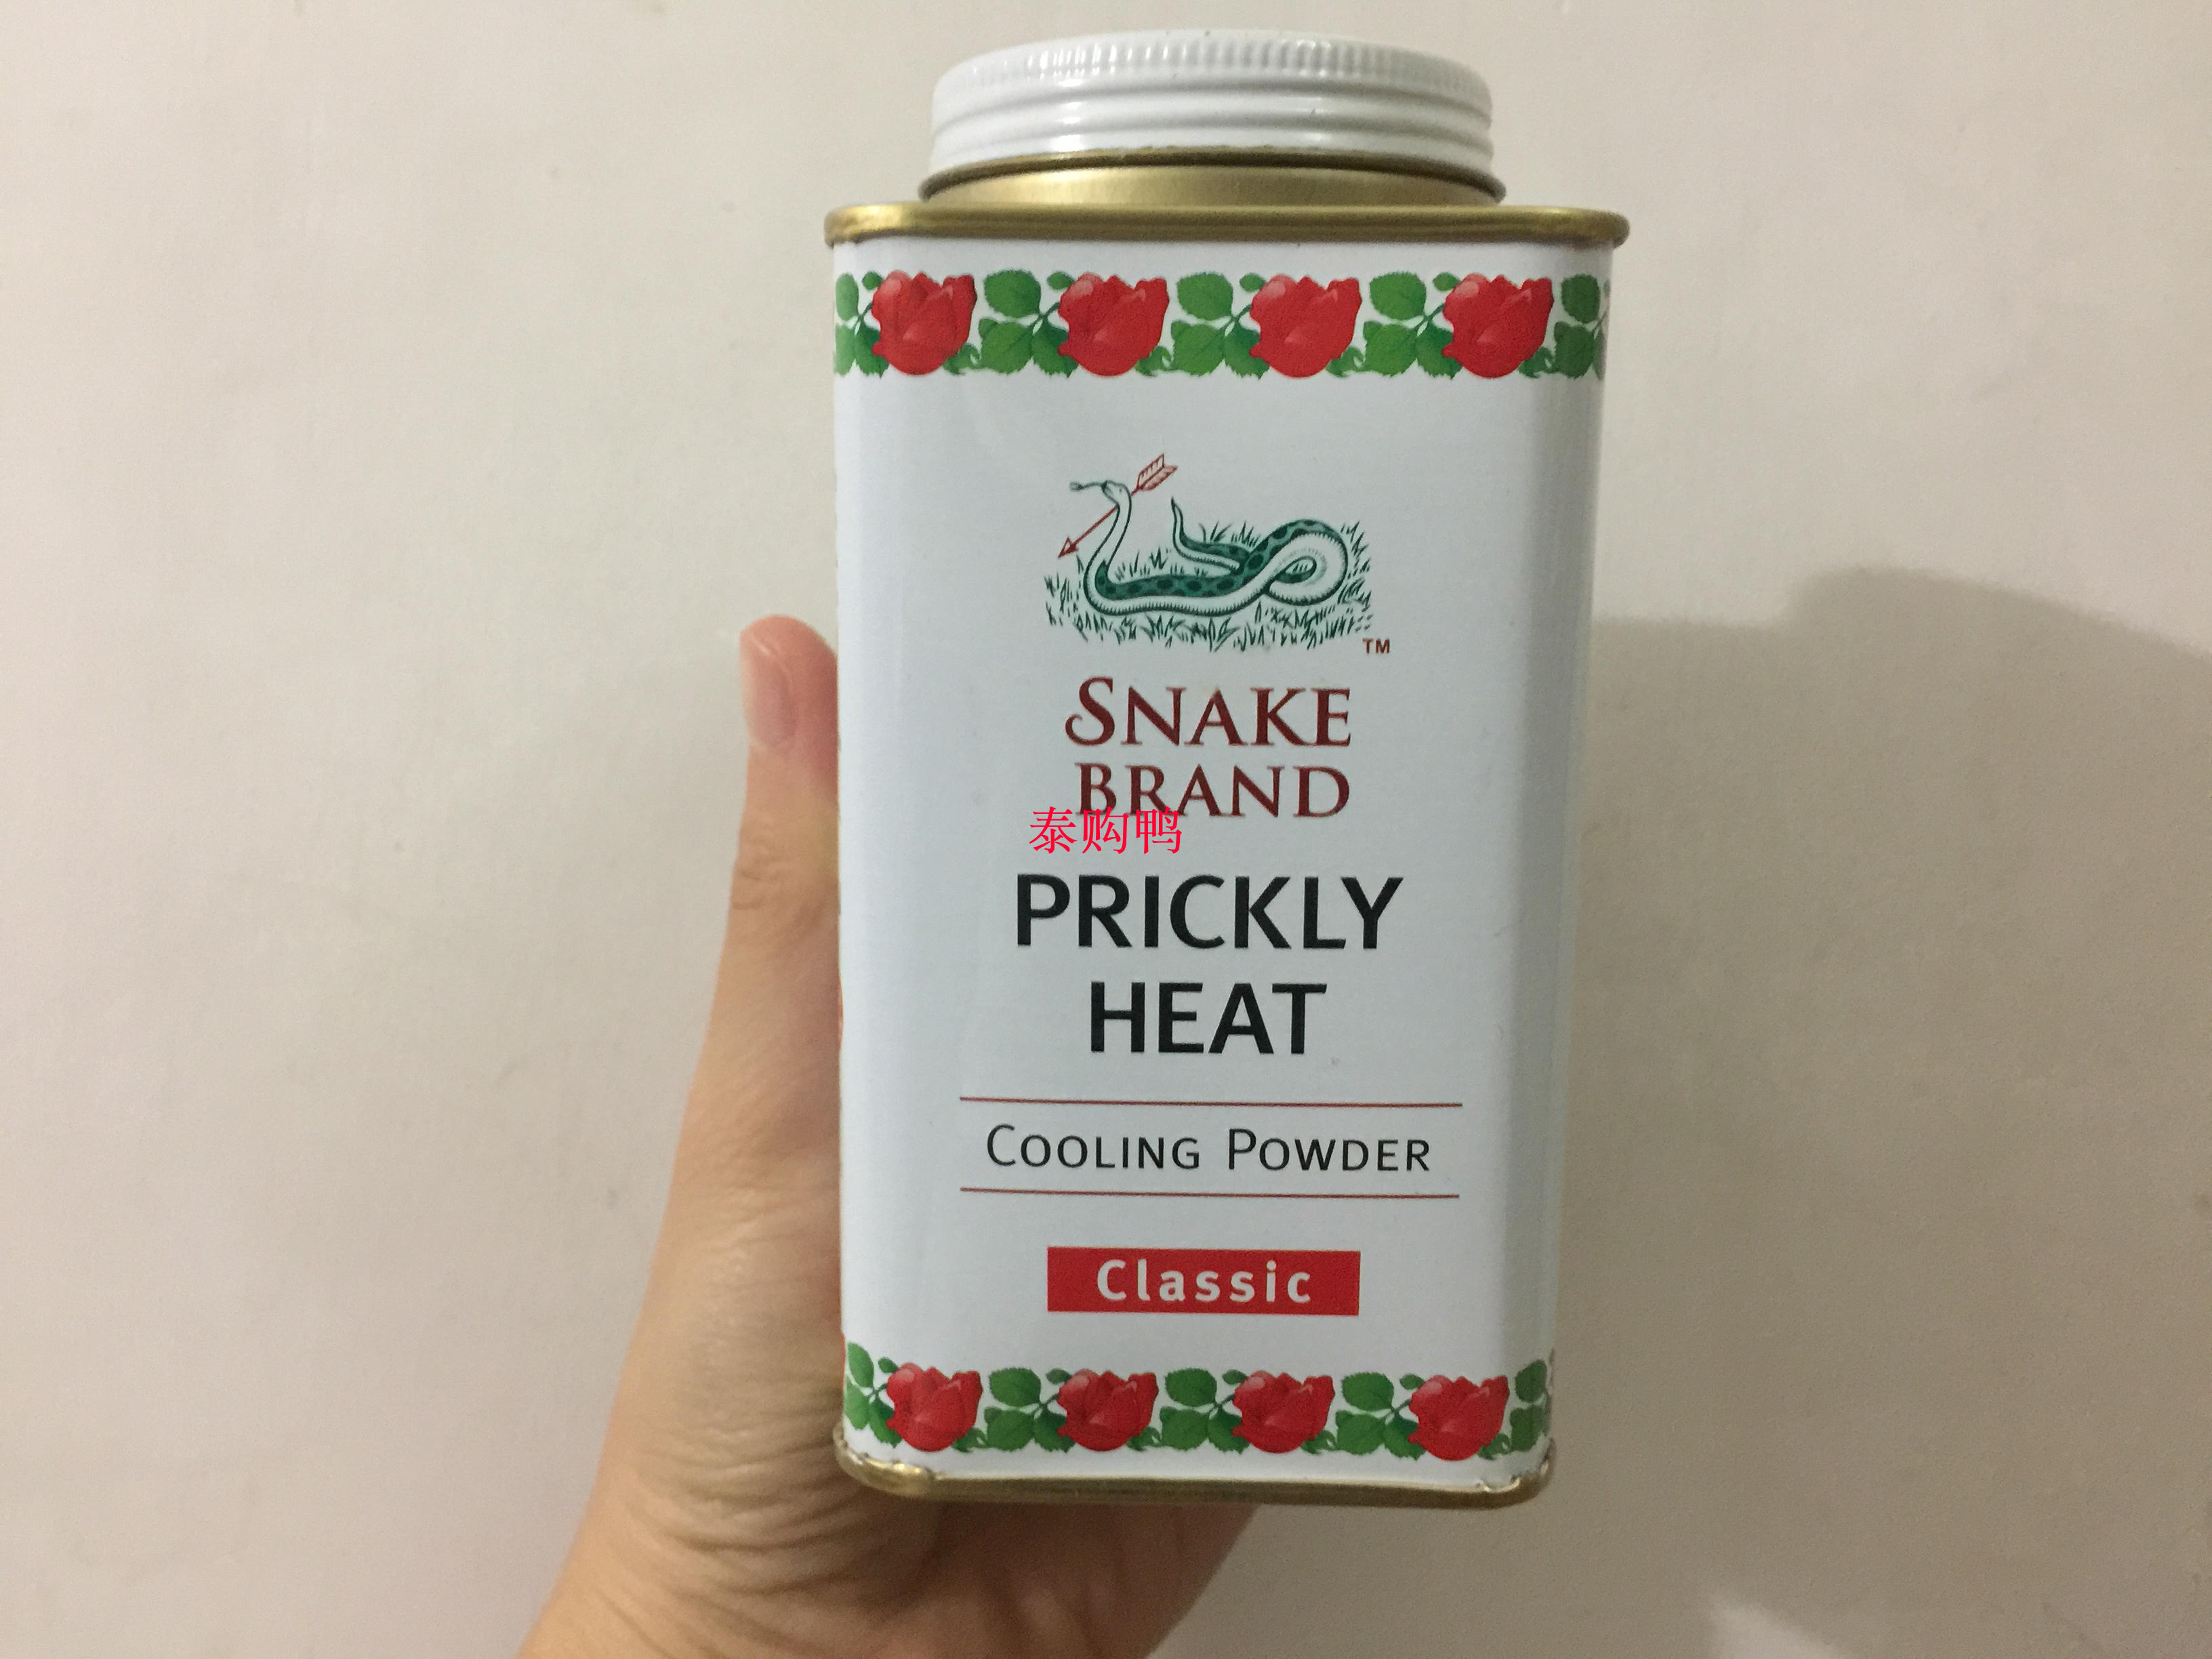 TM
SNAKE
BRAND
泰购鸭
PRICKLY
HEAT
COOLING POWDER
Classic